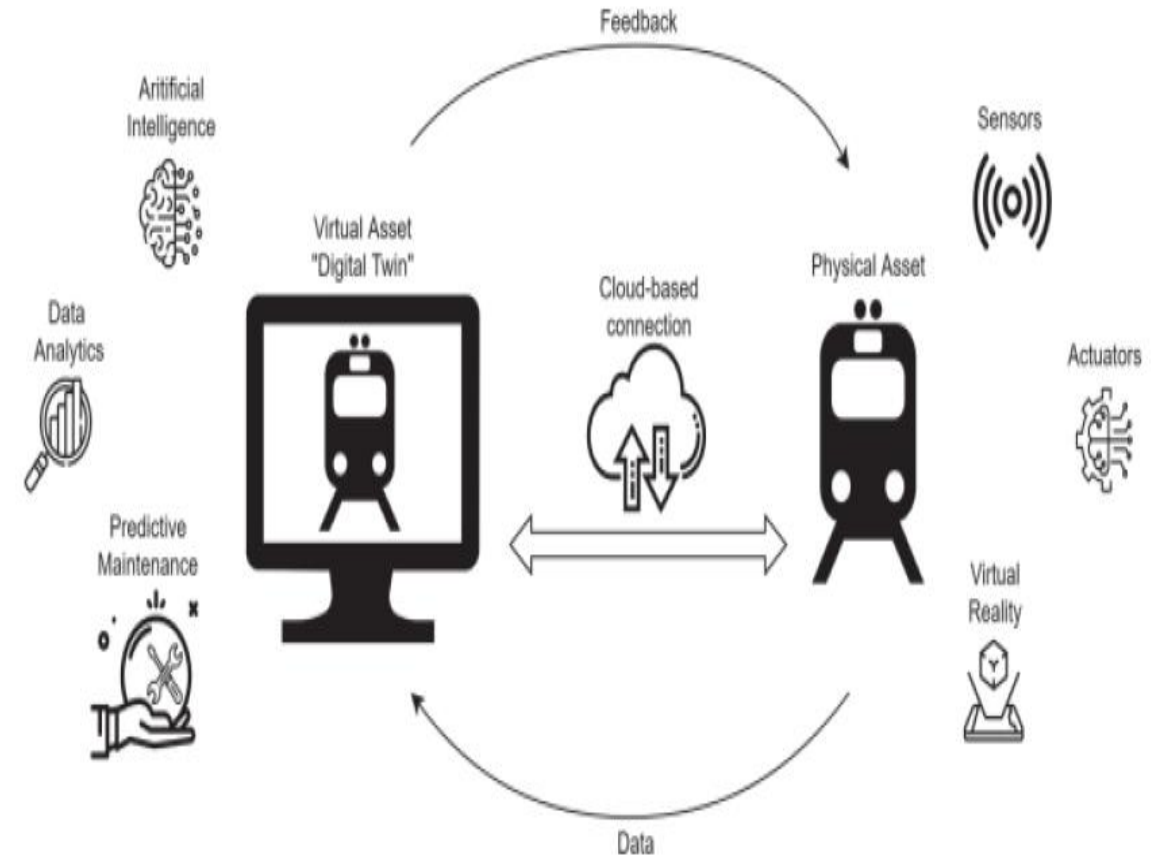 Feedback
Aritificial
Intelligence
Sensors
Virtual Asset
"Digital Twin"
Physical Asset
Cloud-based
connection
Data
Analytics
Actuators
Predictive
Maintenance
Virtual
Reality
Data